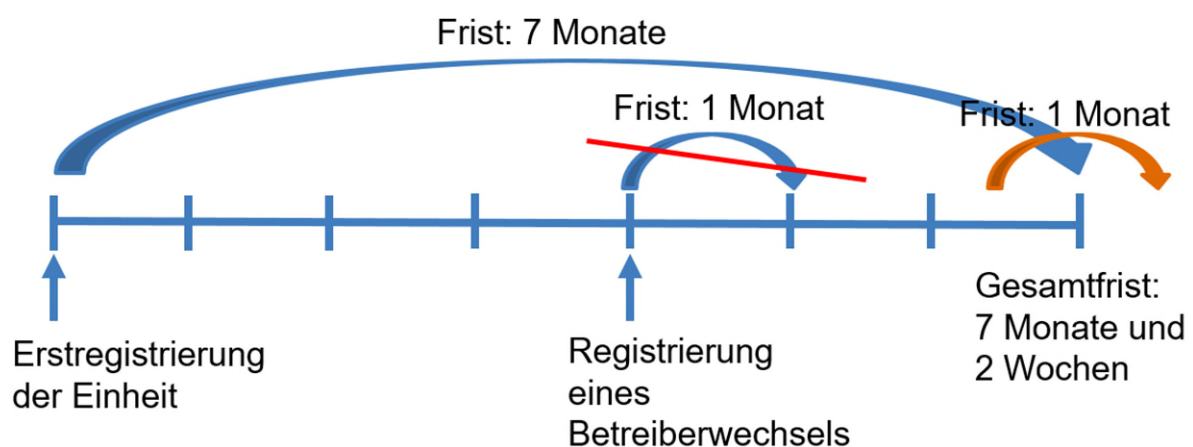 Frist: 7 Monate
Frist: 1 Monat
Frist: 1 Monat
Erstregistrierung
der Einheit
Registrierung
eines
Betreiberwechsels
Gesamtfrist:
7 Monate und
2 Wochen